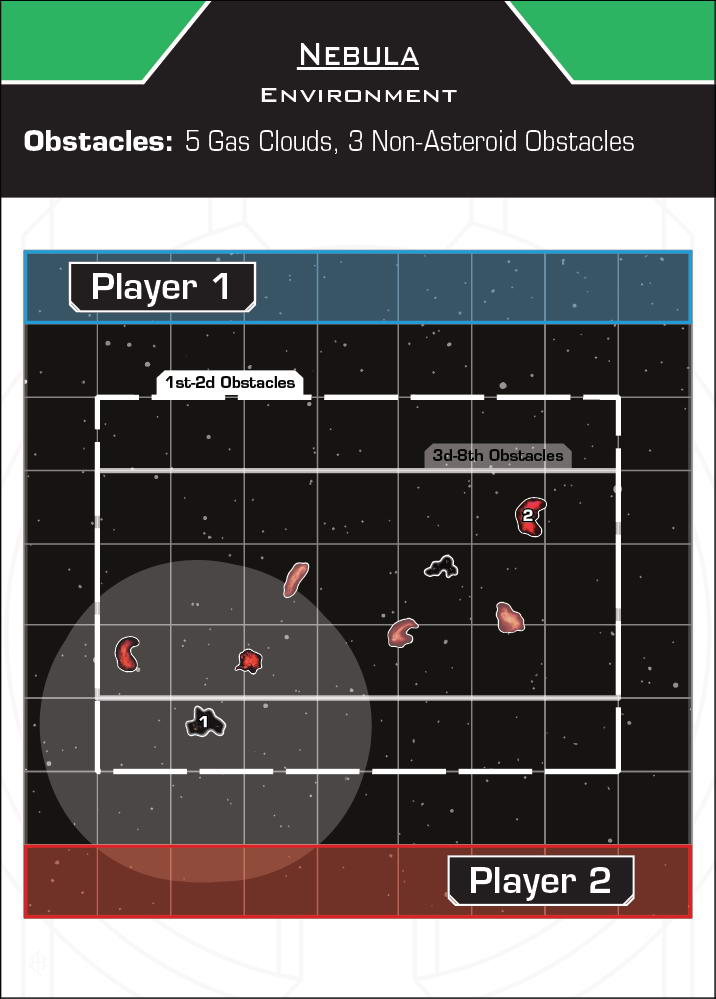 Nebula
Environment
Obstacles: 5 Gas Clouds, 3 Non-Asteroid Obstacles
Player 1
1st-2d Obstacles
3d-8th Obstacles
2
1
Player 2